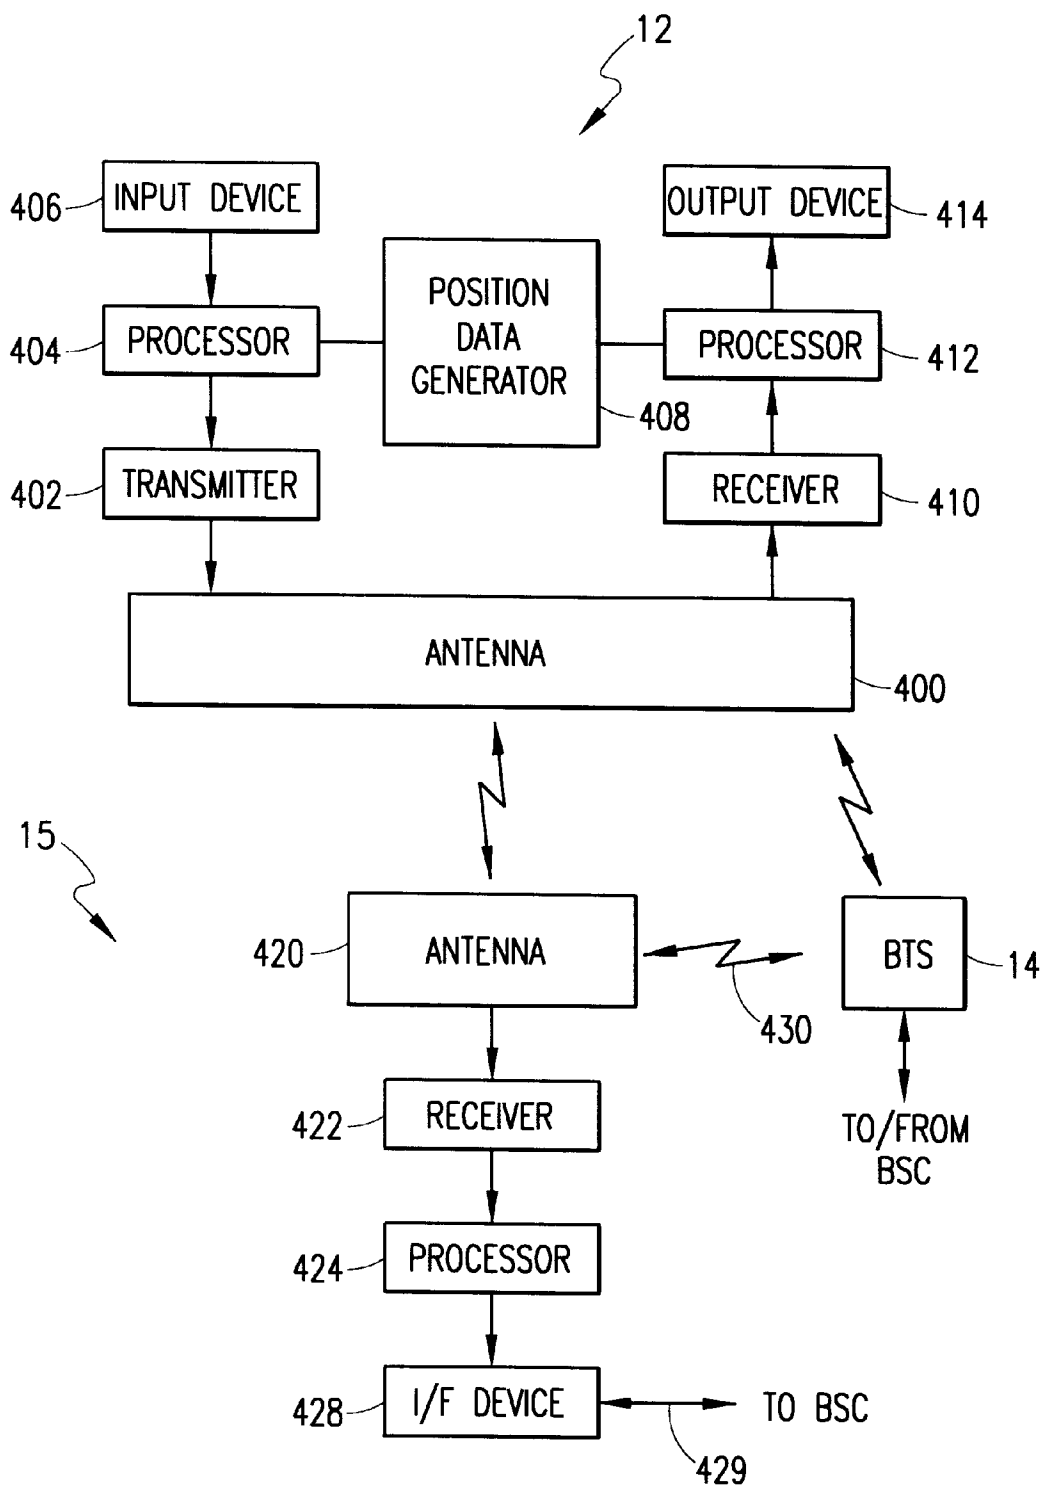 12
INPUT DEVICE
406
OUTPUT DEVICE
414
POSITION
DATA
GENERATOR
408
PROCESSOR
404
PROCESSOR
412
TRANSMITTER
402
RECEIVER
410
ANTENNA
400
15
ANTENNA
420
BTS
14
430
RECEIVER
422
TO/FROM
BSC
PROCESSOR
424
I/F DEVICE
428
TO BSC
429